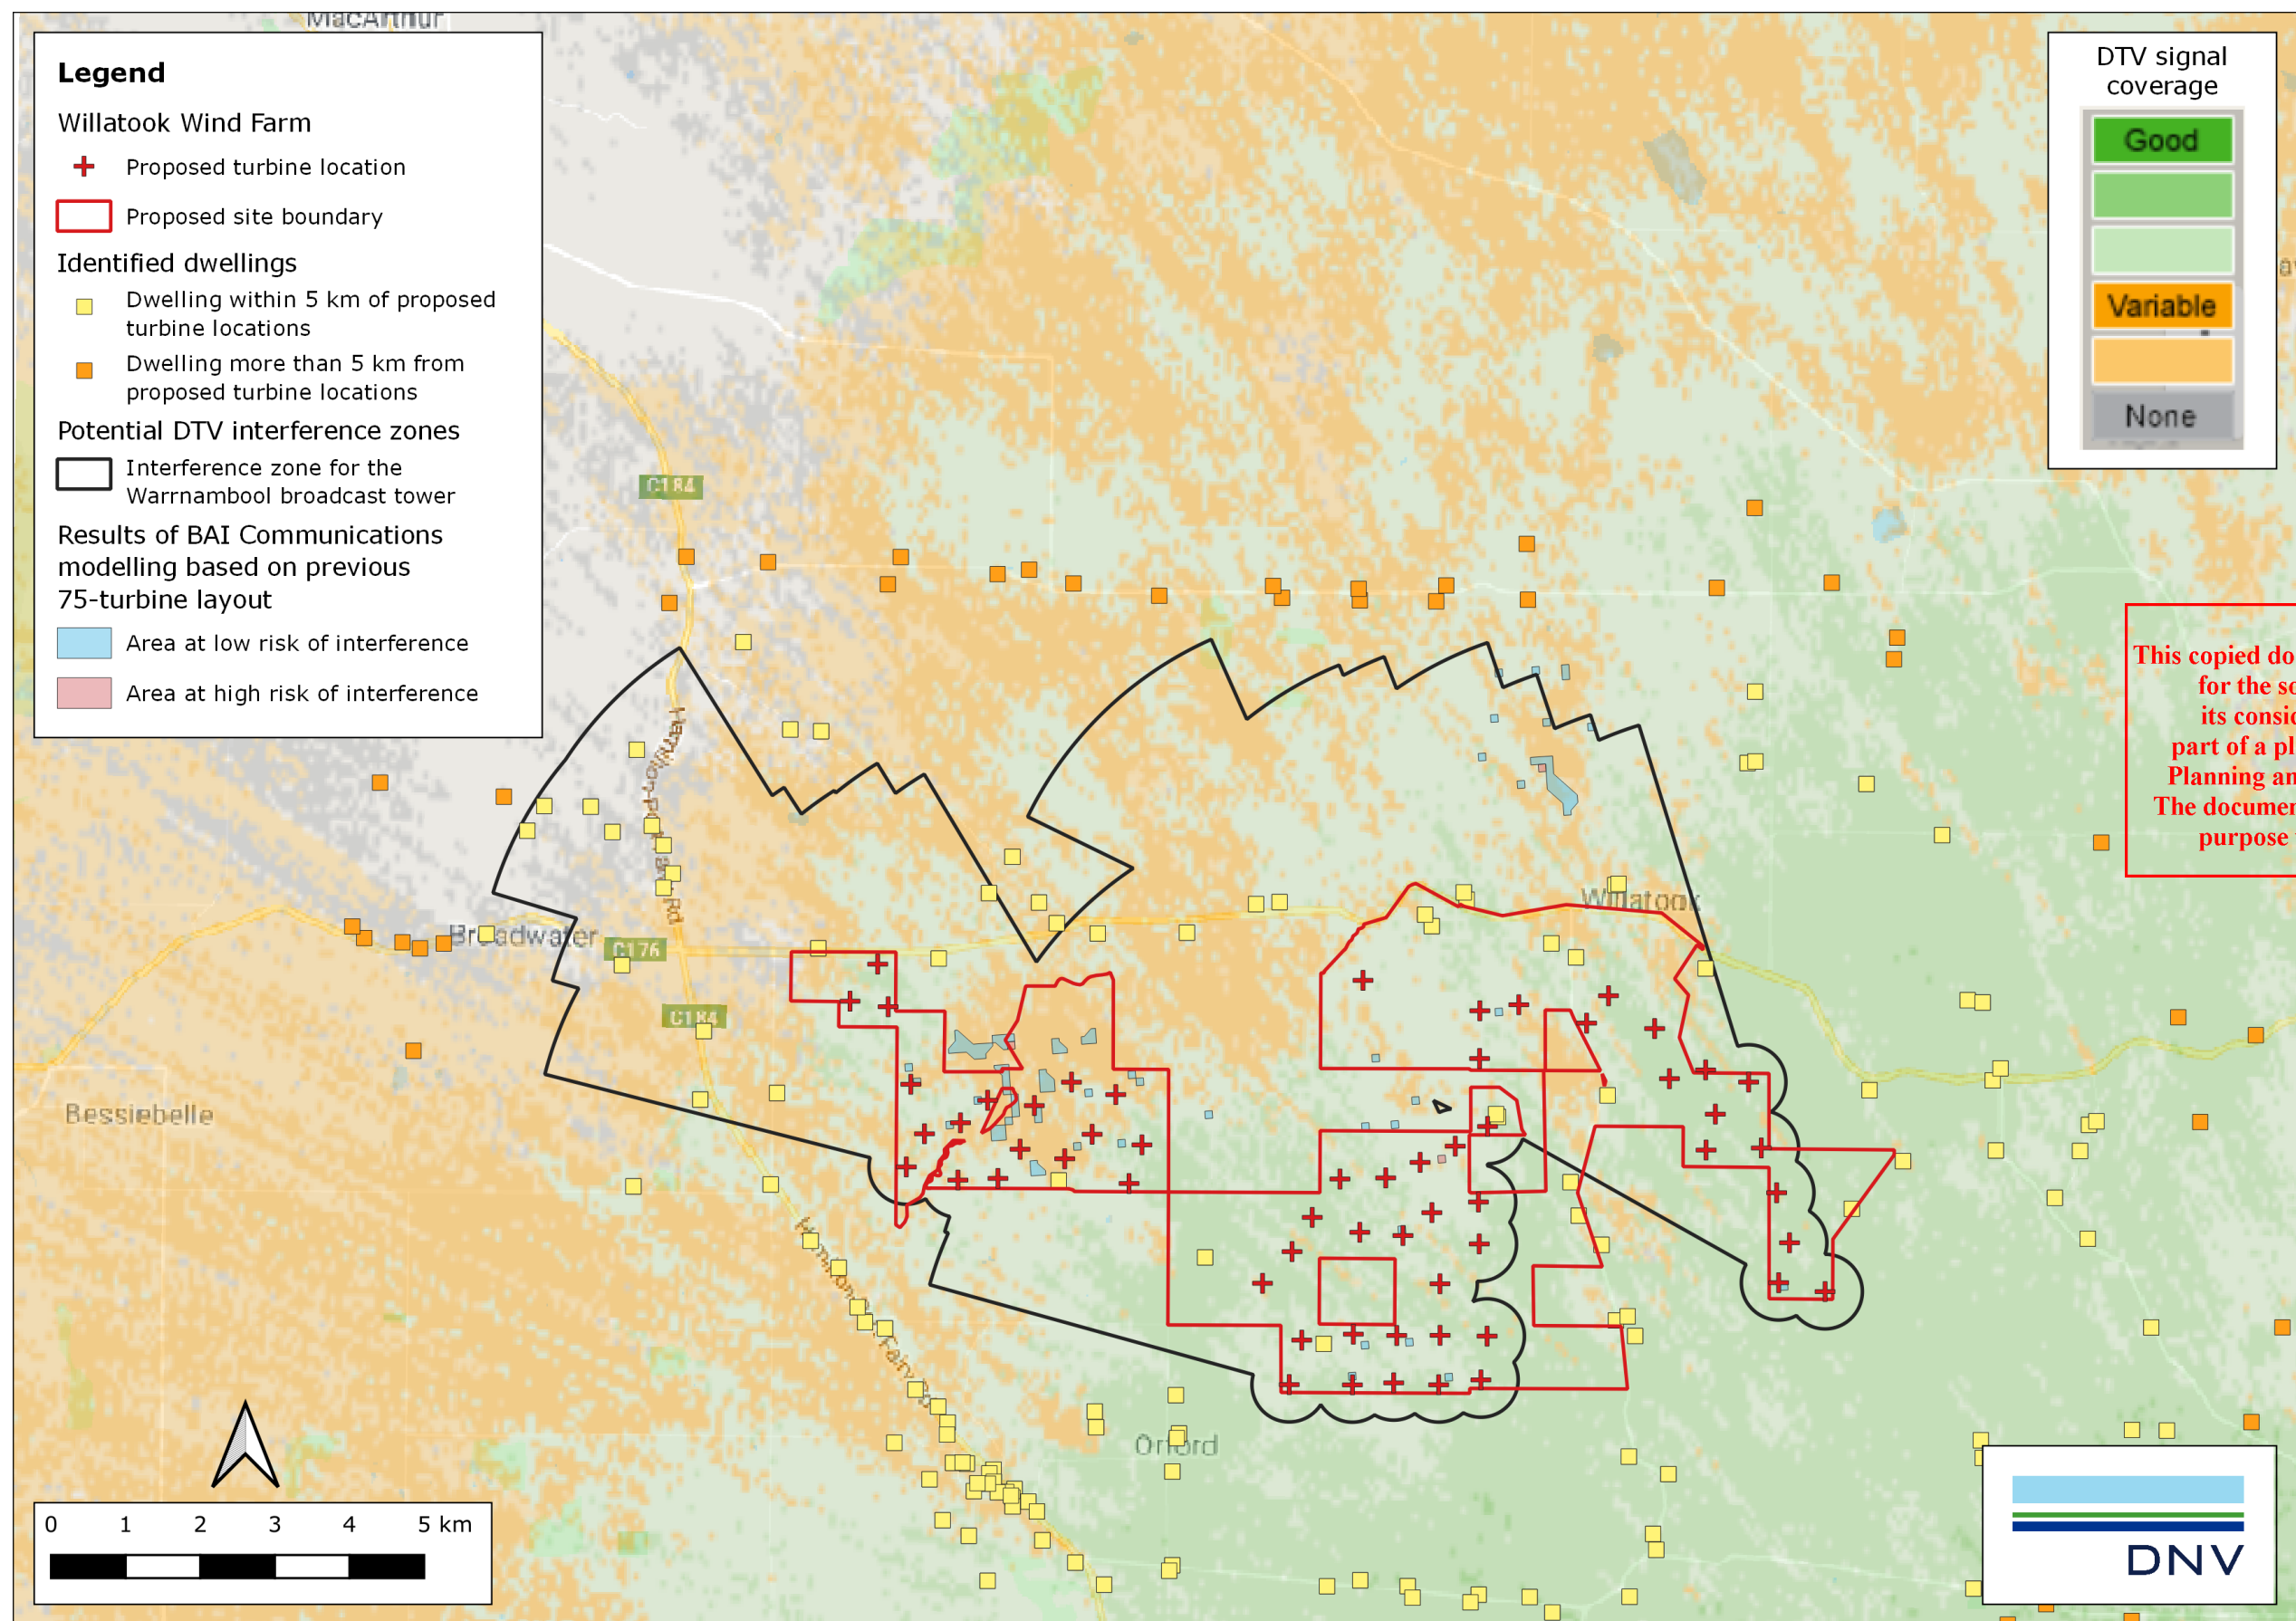 MacArthur
Legend
Willatook Wind Farm
Proposed turbine location
Proposed site boundary
Identified dwellings
Dwelling within 5 km of proposed
turbine locations
Dwelling more than 5 km from
proposed turbine locations
Potential DTV interference zones
Interference zone for the
Warrnambool broadcast tower
Results of BAI Communications
modelling based on previous
75-turbine layout
Area at low risk of interference
Area at high risk of interference
DTV signal
coverage
Good
Variable
None
C184
This copied do
for the so
its consid
part of a pl
Planning an
The documen
purpose
Willatook
Broadwater
C176
C184
Bessiebelle
Orford
0 1 2 3 4 5 km
DNV